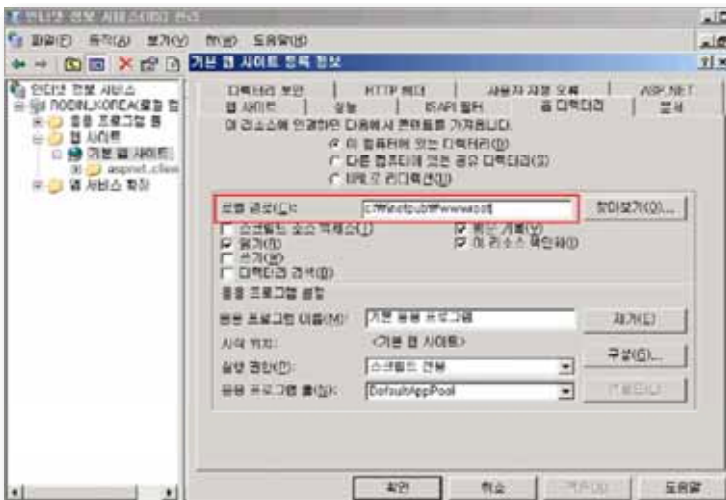 인터넷 정보 서비스(IIS) 관리
파일(F) 동작(A) 보기(V) 창(W) 도움말(H)
기본 웹 사이트 등록 정보
인터넷 정보 서비스
RODIN_KOREA(로컬 컴
응용 프로그램 풀
웹 사이트
기본 웹 사이트
aspnet_clien
웹 서비스 확장
디렉터리 보안 HTTP 헤더 사용자 지정 오류 ASP.NET
웹 사이트 성능 ISAPI 필터 홈 디렉터리 문서
이 리소스에 연결하면 다음에서 콘텐트를 가져옵니다.
이 컴퓨터에 있는 디렉터리(D)
다른 컴퓨터에 있는 공유 디렉터리(S)
URL로 리디렉션(U)
로컬 경로(C): 찾아보기(O)...
스크립트 소스 액세스(T) 방문 기록(V)
읽기(R) 이 리소스 색인화(I)
쓰기(W)
디렉터리 검색(B)
응용 프로그램 설정
응용 프로그램 이름(M): 기본 응용 프로그램 제거(E)
시작 위치: <기본 웹 사이트>
구성(G)...
실행 권한(P): 스크립트 전용
응용 프로그램 풀(N): DefaultAppPool
확인 취소 도움말